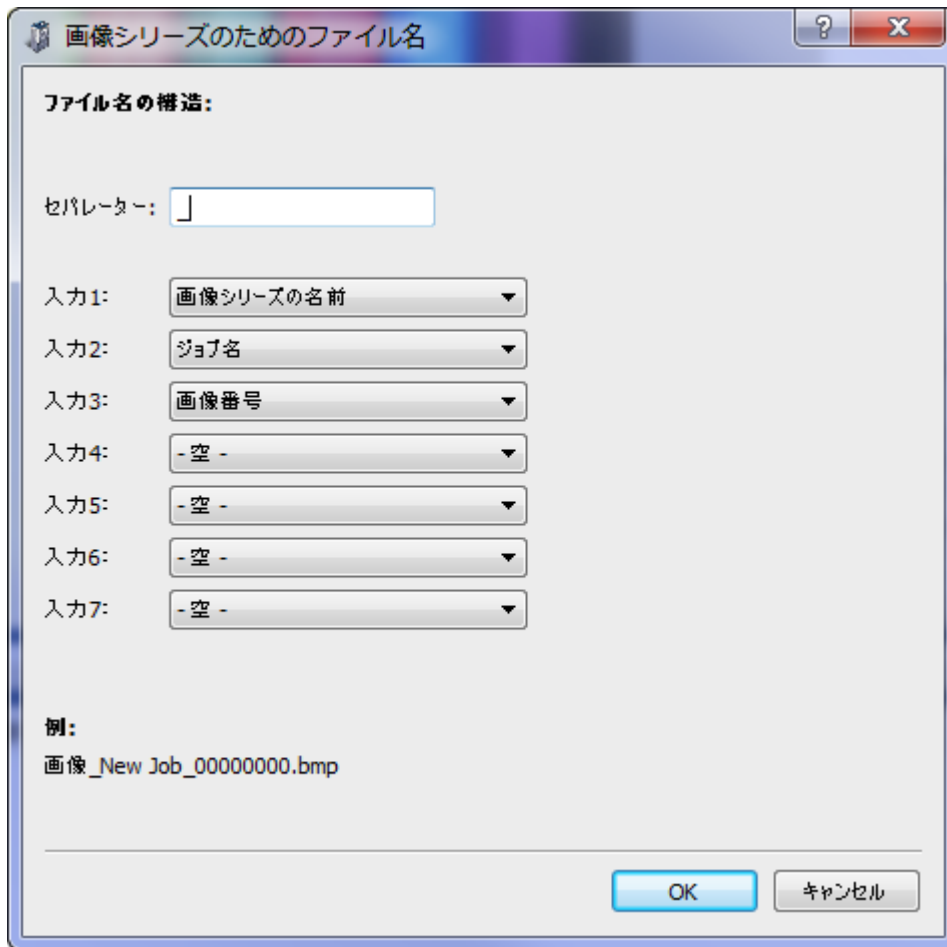 画像シリーズのためのファイル名
ファイル名の構造:
セパレーター: _
入力1: 画像シリーズの名前
入力2: ジョブ名
入力3: 画像番号
入力4: - 空 -
入力5: - 空 -
入力6: - 空 -
入力7: - 空 -
例:
画像_New Job_00000000.bmp
OK キャンセル